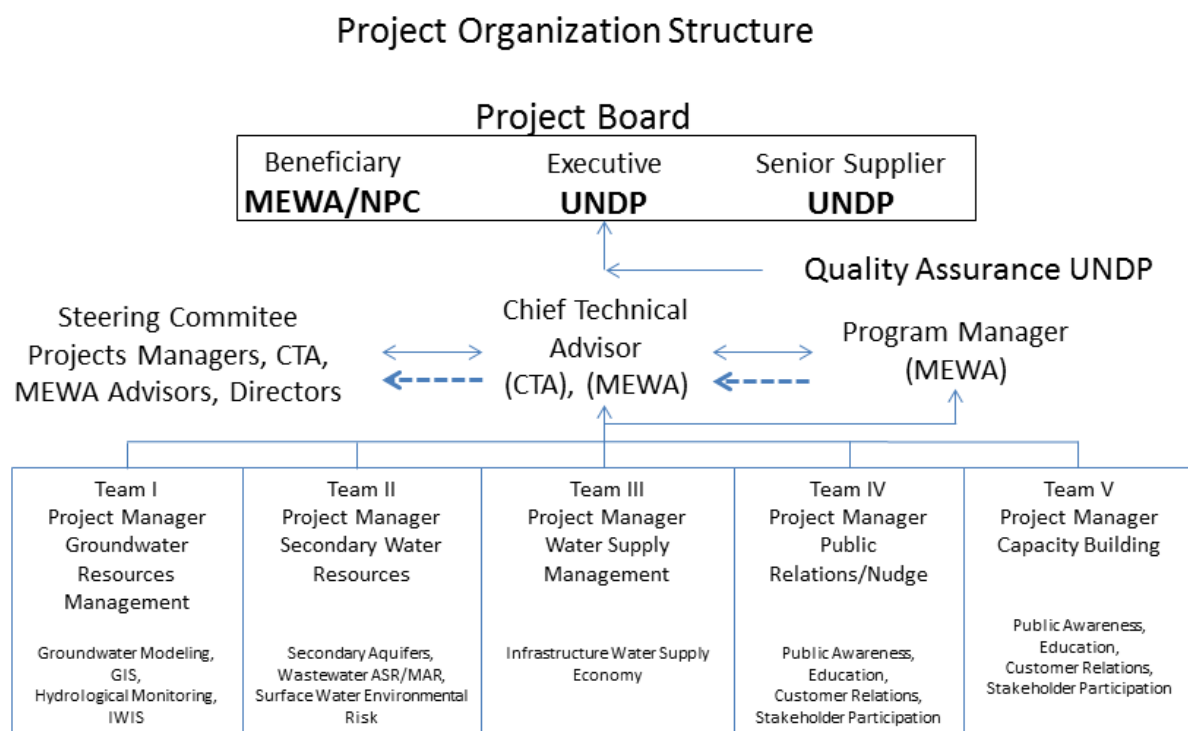 Project Organization Structure
Project Board
Beneficiary
MEWA/NPC
Executive
UNDP
Senior Supplier
UNDP
Quality Assurance UNDP
Steering Commitee
Projects Managers, CTA,
MEWA Advisors, Directors
Chief Technical
Advisor
(CTA), (MEWA)
Program Manager
(MEWA)
Team I
Project Manager
Groundwater
Resources
Management
Groundwater Modeling,
GIS,
Hydrological Monitoring,
IWIS
Team II
Project Manager
Secondary Water
Resources
Secondary Aquifers,
Wastewater ASR/MAR,
Surface Water Environmental
Risk
Team III
Project Manager
Water Supply
Management
Infrastructure Water Supply
Economy
Team IV
Project Manager
Public
Relations/Nudge
Public Awareness,
Education,
Customer Relations,
Stakeholder Participation
Team V
Project Manager
Capacity Building
Public Awareness,
Education,
Customer Relations,
Stakeholder Participation